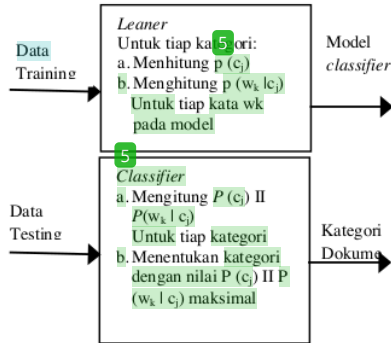 Leaner
Untuk tiap kategori:
a. Menhitung p (cj)
b. Menghitung p (wk |cj)
Untuk tiap kata wk
pada model
Data
Training
Model
classifier
5
5
Classifier
a. Mengitung P (cj) II
P(wk | cj)
Untuk tiap kategori
b. Menentukan kategori
dengan nilai P (cj) II P
(wk | cj) maksimal
Data
Testing
Kategori
Dokume